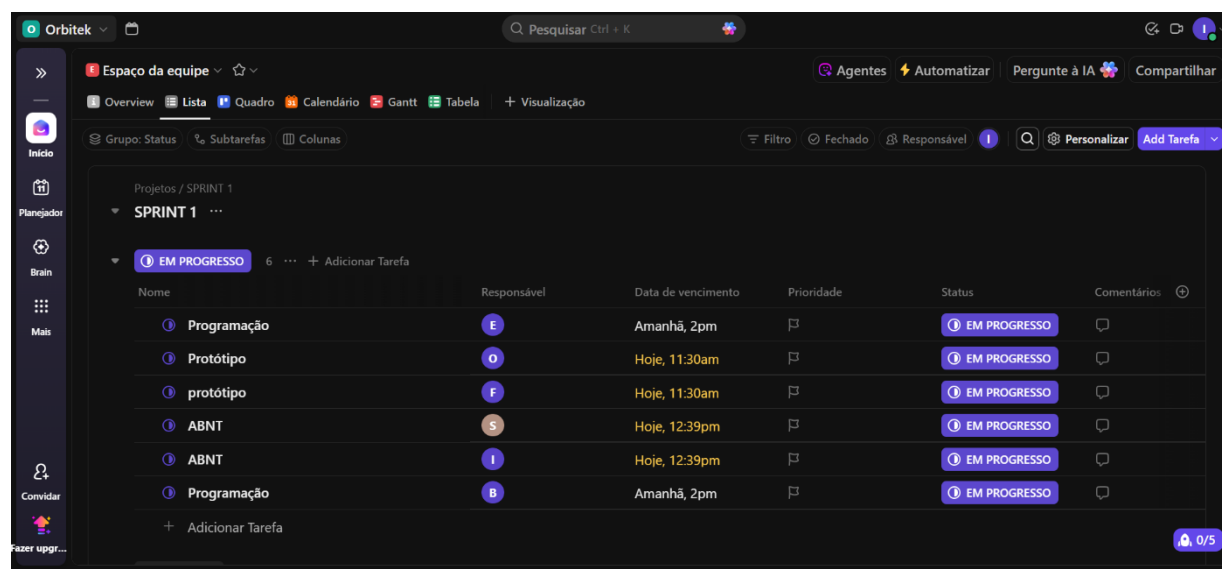 O Orbitek
Pesquisar Ctrl + K
I
E Espaço da equipe
Agentes Automatizar Pergunte à IA Compartilhar
Overview Lista Quadro Calendário Gantt Tabela + Visualização
Grupo: Status Subtarefas Colunas
Filtro Fechado Responsável I Personalizar Add Tarefa
Início
Planejador
Brain
Mais
Convidar
Fazer upgr...
Projetos / SPRINT 1
SPRINT 1 ...
EM PROGRESSO 6 ... + Adicionar Tarefa
Nome Responsável Data de vencimento Prioridade Status Comentários
Programação E Amanhã, 2pm EM PROGRESSO
Protótipo O Hoje, 11:30am EM PROGRESSO
protótipo F Hoje, 11:30am EM PROGRESSO
ABNT S Hoje, 12:39pm EM PROGRESSO
ABNT I Hoje, 12:39pm EM PROGRESSO
Programação B Amanhã, 2pm EM PROGRESSO
+ Adicionar Tarefa
0/5